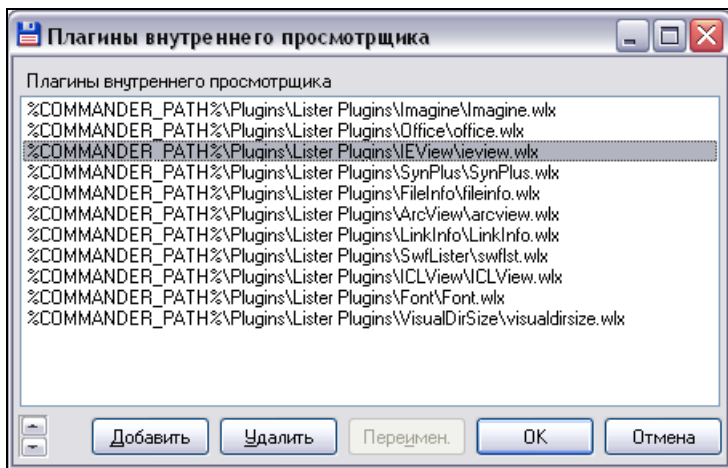 Плагины внутреннего просмотрщика
Плагины внутреннего просмотрщика
%COMMANDER_PATH%\Plugins\Lister Plugins\Imagine\Imagine.wlx
%COMMANDER_PATH%\Plugins\Lister Plugins\Office\office.wlx
%COMMANDER_PATH%\Plugins\Lister Plugins\IEView\ieview.wlx
%COMMANDER_PATH%\Plugins\Lister Plugins\SynPlus\SynPlus.wlx
%COMMANDER_PATH%\Plugins\Lister Plugins\FileInfo\fileinfo.wlx
%COMMANDER_PATH%\Plugins\Lister Plugins\ArcView\arcview.wlx
%COMMANDER_PATH%\Plugins\Lister Plugins\LinkInfo\LinkInfo.wlx
%COMMANDER_PATH%\Plugins\Lister Plugins\SwfLister\swflst.wlx
%COMMANDER_PATH%\Plugins\Lister Plugins\ICLView\ICLView.wlx
%COMMANDER_PATH%\Plugins\Lister Plugins\Font\Font.wlx
%COMMANDER_PATH%\Plugins\Lister Plugins\VisualDirSize\visualdirsize.wlx
Добавить Удалить Переимен. OK Отмена